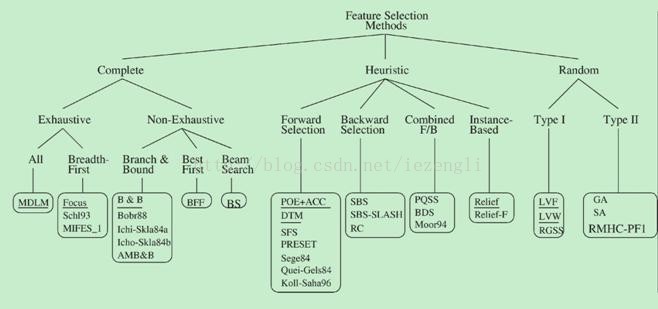 Feature Selection
Methods
Complete
Heuristic
Random
Exhaustive
Non-Exhaustive
Forward
Selection
Backward
Selection
Combined
F/B
Instance-
Based
Type I
Type II
All
Breadth-
First
Branch &
Bound
Best
First
Beam
Search
MDLM
Focus
Schl93
MIFES_1
B & B
Bobr88
Ichi-Skla84a
Icho-Skla84b
AMB&B
BFF
BS
POE+ACC
DTM
SFS
PRESET
Sege84
Quei-Gels84
Koll-Saha96
SBS
SBS-SLASH
RC
PQSS
BDS
Moor94
Relief
Relief-F
LVF
LVW
RGSS
GA
SA
RMHC-PF1
http://blog.csdn.net/iezengli